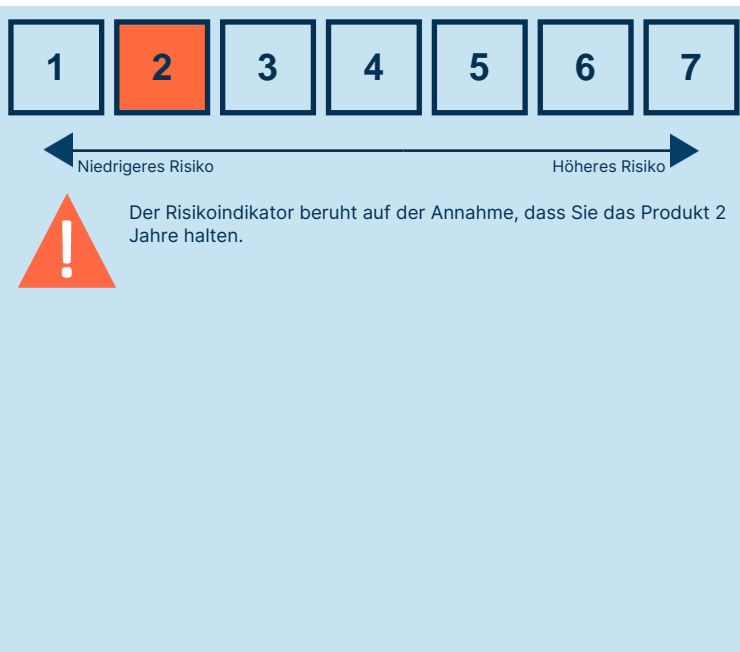 1 2 3 4 5 6 7
Niedrigeres Risiko Höheres Risiko
!
Der Risikoindikator beruht auf der Annahme, dass Sie das Produkt 2
Jahre halten.